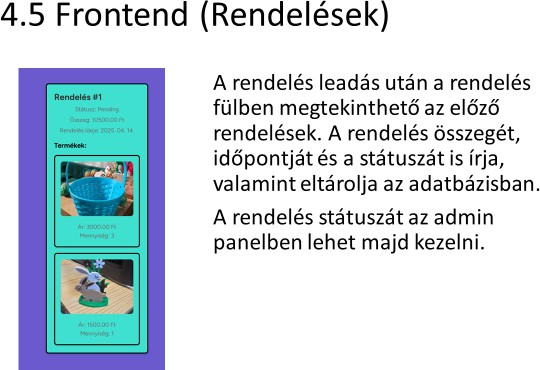 4.5 Frontend (Rendelések)
Rendelés #1
Státusz: Pending
Összeg: 10500.00 Ft
Rendelés ideje: 2025. 04. 14.
Termékek:
Ár: 3000.00 Ft
Mennyiség: 3
Ár: 1500.00 Ft
Mennyiség: 1
A rendelés leadás után a rendelés
fülben megtekinthető az előző
rendelések. A rendelés összegét,
időpontját és a státuszát is írja,
valamint eltárolja az adatbázisban.
A rendelés státuszát az admin
panelben lehet majd kezelni.